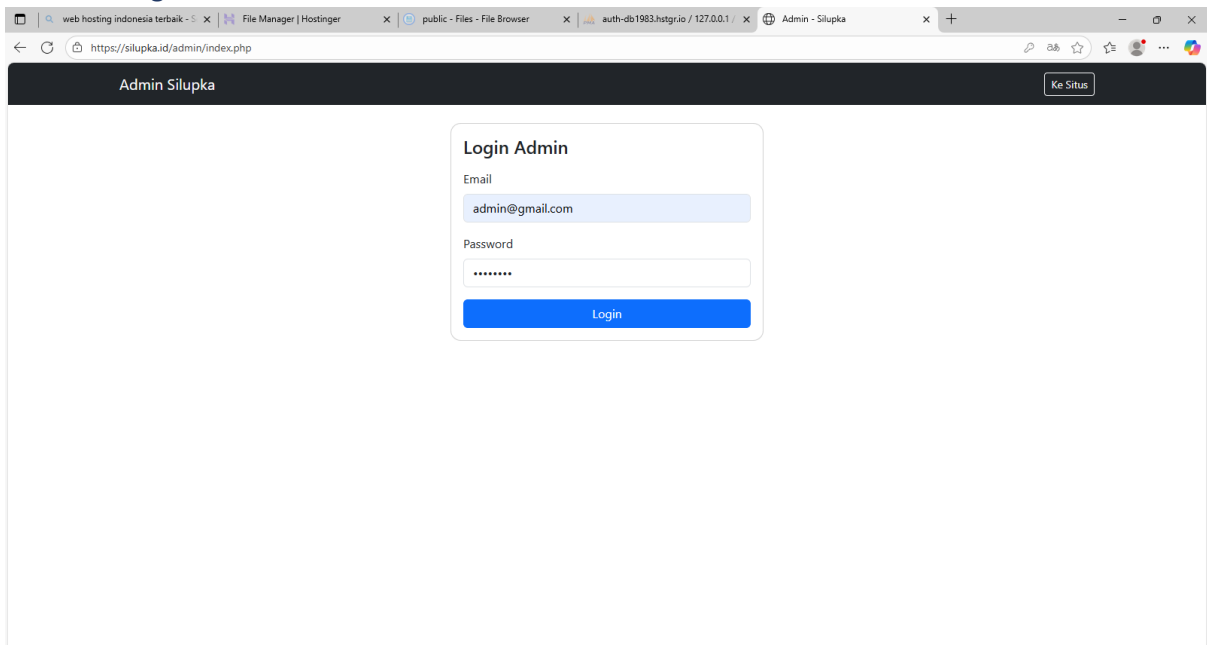 web hosting indonesia terbaik - S
File Manager | Hostinger
public - Files - File Browser
auth-db1983.hstgr.io / 127.0.0.1 /
Admin - Silupka
https://silupka.id/admin/index.php
Admin Silupka
Ke Situs
Login Admin
Email
admin@gmail.com
Password
••••••••
Login